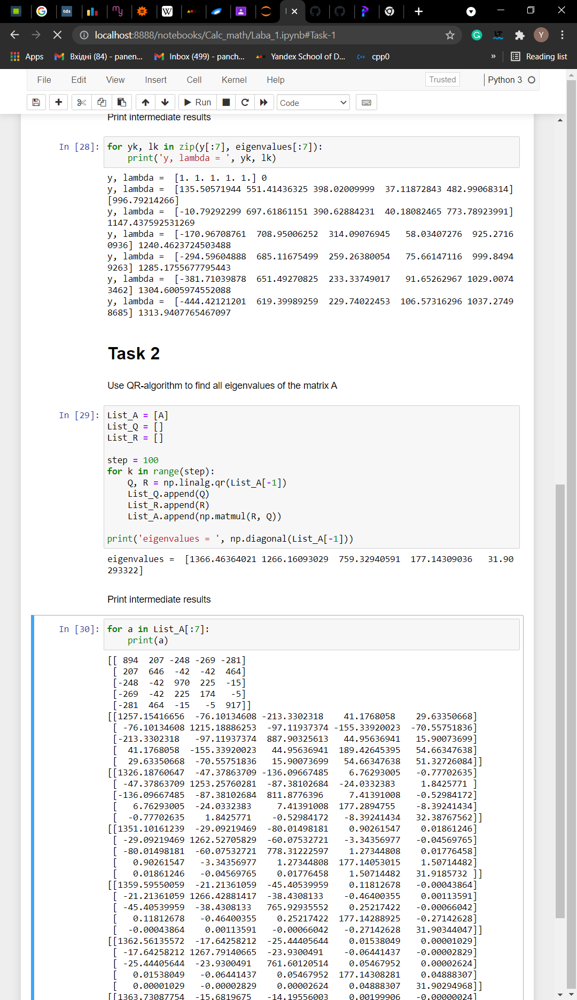 tds
W
localhost:8888/notebooks/Calc_math/Laba_1.ipynb#Task-1
Y
Apps
Вхідні (84) - panen...
Inbox (499) - panch...
Yandex School of D...
C++ cpp0
»
Reading list
File Edit View Insert Cell Kernel Help Trusted Python 3
Run Code
Print intermediate results
In [28]: for yk, lk in zip(y[:7], eigenvalues[:7]):
print('y, lambda = ', yk, lk)
y, lambda =  [1. 1. 1. 1. 1.] 0
y, lambda =  [135.50571944 551.41436325 398.02009999  37.11872843 482.99068314]
[996.79214266]
y, lambda =  [-10.79292299 697.61861151 390.62884231  40.18082465 773.78923991]
1147.437592531269
y, lambda =  [-170.96708761  708.95006252  314.09076945   58.03407276  925.2716
0936] 1240.4623724503488
y, lambda =  [-294.59604888  685.11675499  259.26380054   75.66147116  999.8494
9263] 1285.1755677795443
y, lambda =  [-381.71039878  651.49270825  233.33749017   91.65262967 1029.0074
3462] 1304.6005974552088
y, lambda =  [-444.42121201  619.39989259  229.74022453  106.57316296 1037.2749
8685] 1313.9407765467097
Task 2
Use QR-algorithm to find all eigenvalues of the matrix A
In [29]: List_A = [A]
List_Q = []
List_R = []
step = 100
for k in range(step):
Q, R = np.linalg.qr(List_A[-1])
List_Q.append(Q)
List_R.append(R)
List_A.append(np.matmul(R, Q))
print('eigenvalues = ', np.diagonal(List_A[-1]))
eigenvalues =  [1366.46364021 1266.16093029  759.32940591  177.14309036   31.90
293322]
Print intermediate results
In [30]: for a in List_A[:7]:
print(a)
[[ 894  207 -248 -269 -281]
[ 207  646  -42  -42  464]
[-248  -42  970  225  -15]
[-269  -42  225  174   -5]
[-281  464  -15   -5  917]]
[[1257.15416656  -76.10134608 -213.3302318    41.1768058    29.63350668]
[ -76.10134608 1215.18886253  -97.11937374 -155.33920023  -70.55751836]
[-213.3302318   -97.11937374  887.90325613   44.95636941   15.90073699]
[  41.1768058  -155.33920023   44.95636941  189.42645395   54.66347638]
[  29.63350668  -70.55751836   15.90073699   54.66347638   51.32726084]]
[[1326.18760647  -47.37863709 -136.09667485    6.76293005   -0.77702635]
[ -47.37863709 1253.25760281  -87.38102684  -24.0332383     1.8425771 ]
[-136.09667485  -87.38102684  811.8776396     7.41391008   -0.52984172]
[   6.76293005  -24.0332383     7.41391008  177.2894755    -8.39241434]
[  -0.77702635    1.8425771    -0.52984172   -8.39241434   32.38767562]]
[[1351.10161239  -29.09219469  -80.01498181    0.90261547    0.01861246]
[ -29.09219469 1262.52705829  -60.07532721   -3.34356977   -0.04569765]
[ -80.01498181  -60.07532721  778.31222597    1.27344808    0.01776458]
[   0.90261547   -3.34356977    1.27344808  177.14053015    1.50714482]
[   0.01861246   -0.04569765    0.01776458    1.50714482   31.9185732 ]]
[[1359.59550059  -21.21361059  -45.40539959    0.11812678   -0.00043864]
[ -21.21361059 1266.42881417  -38.4308133    -0.46400355    0.00113591]
[ -45.40539959  -38.4308133   765.92935552    0.25217422   -0.00066042]
[   0.11812678   -0.46400355    0.25217422  177.14288925   -0.27142628]
[  -0.00043864    0.00113591   -0.00066042   -0.27142628   31.90344047]]
[[1362.56135572  -17.64258212  -25.44405644    0.01538049    0.00001029]
[ -17.64258212 1267.79140665  -23.9300491    -0.06441437   -0.00002829]
[ -25.44405644  -23.9300491   761.60120514    0.05467952    0.00002624]
[   0.01538049   -0.06441437    0.05467952  177.14308281    0.04888307]
[   0.00001029   -0.00002829    0.00002624    0.04888307   31.90294968]]
[[1363.73087754  -15.6819675   -14.19556003    0.00199906   -0.00000024]